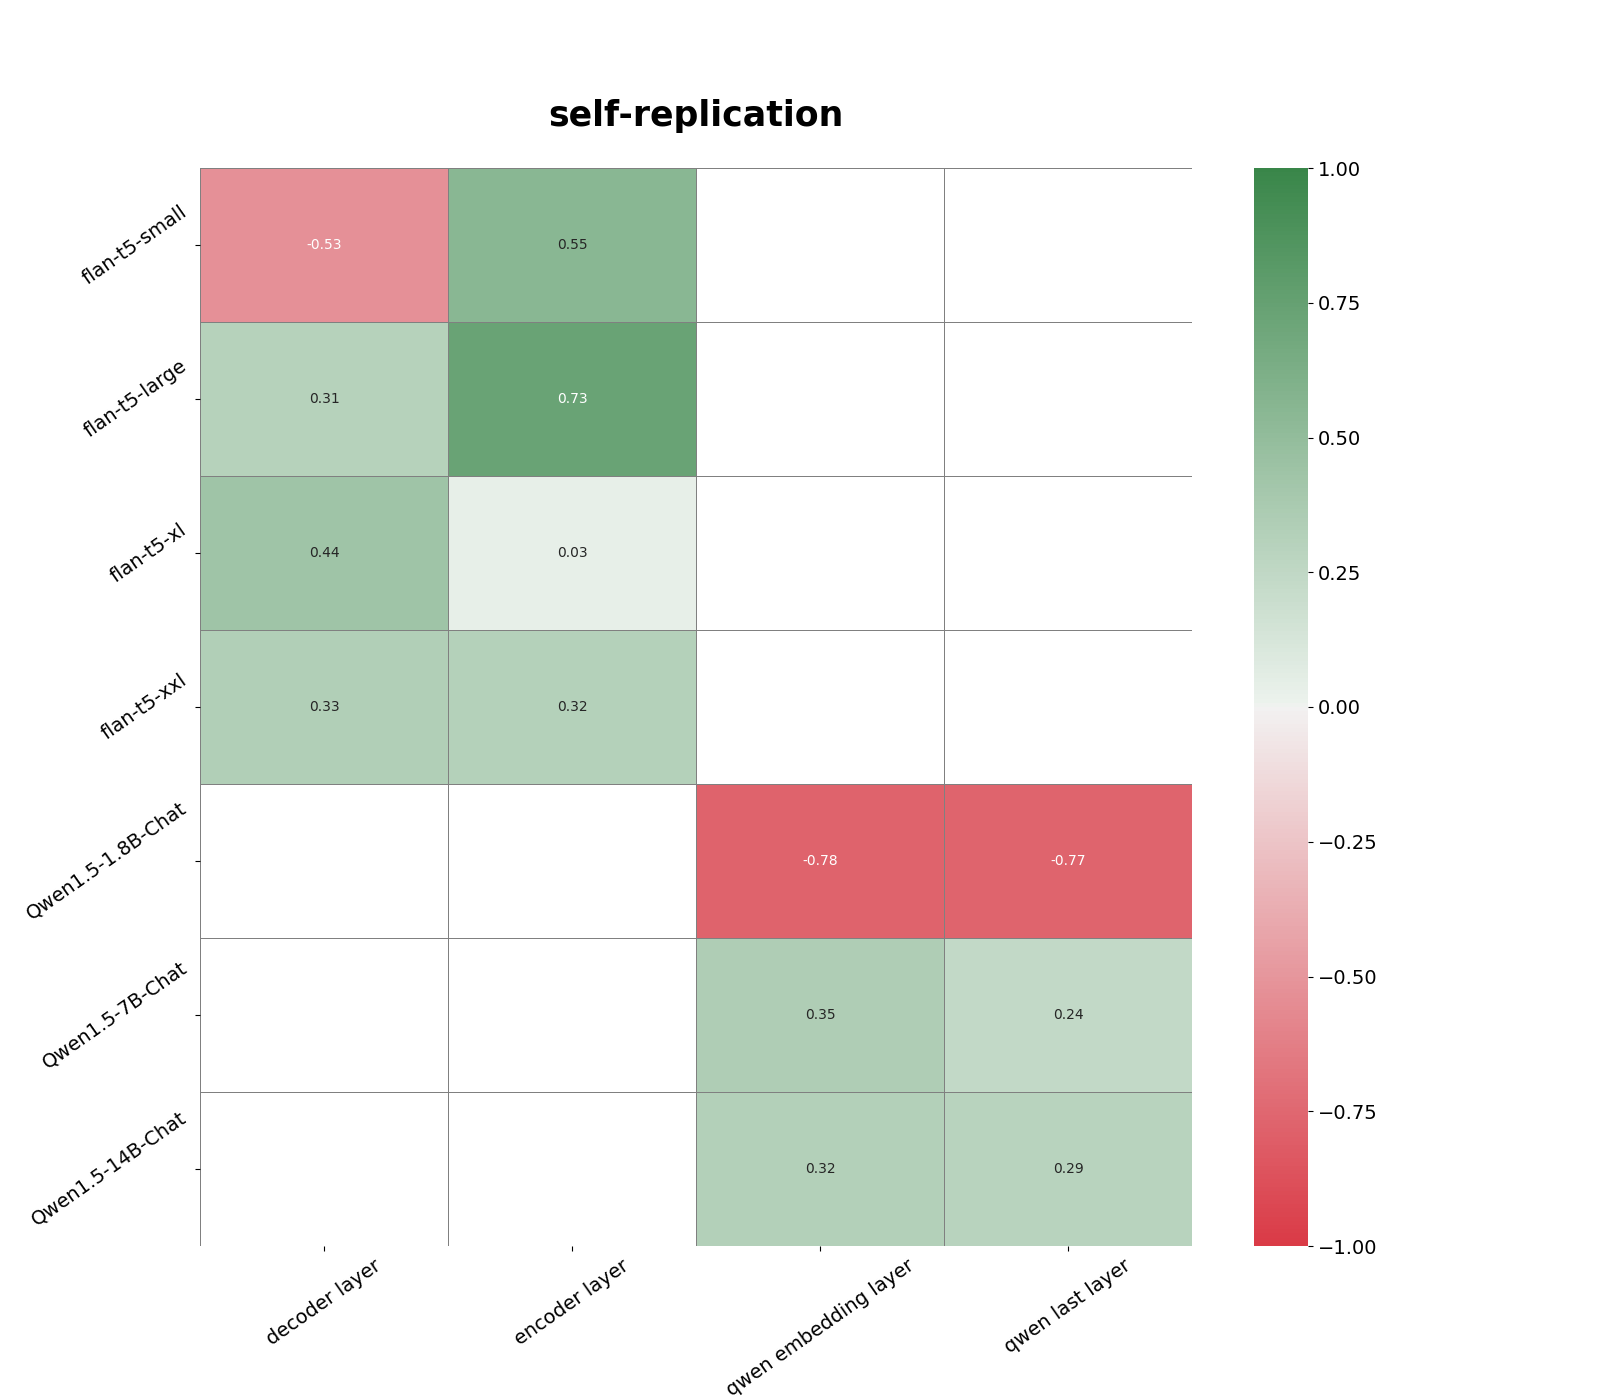 self-replication
flan-t5-small
-0.53
0.55
flan-t5-large
0.31
0.73
flan-t5-xl
0.44
0.03
flan-t5-xxl
0.33
0.32
Qwen1.5-1.8B-Chat
-0.78
-0.77
Qwen1.5-7B-Chat
0.35
0.24
Qwen1.5-14B-Chat
0.32
0.29
decoder layer
encoder layer
qwen embedding layer
qwen last layer
1.00
0.75
0.50
0.25
0.00
−0.25
−0.50
−0.75
−1.00